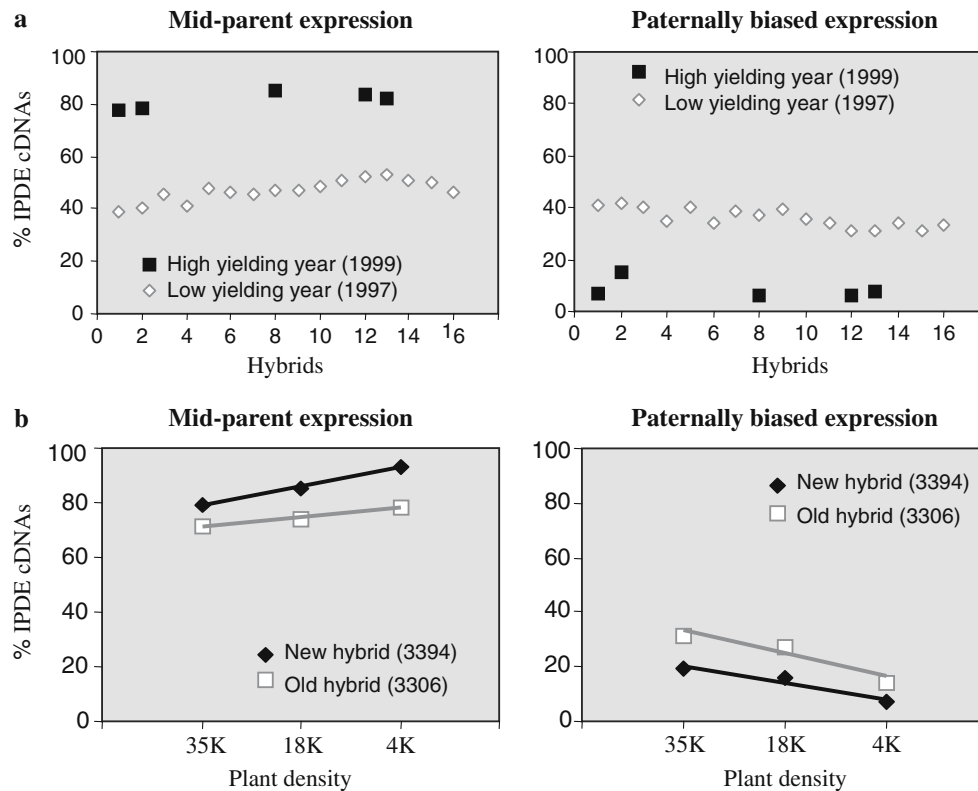 a
Mid-parent expression
Paternally biased expression
% IPDE cDNAs
100
80
60
40
20
0
High yielding year (1999)
Low yielding year (1997)
0 2 4 6 8 10 12 14 16
Hybrids
100
80
60
40
20
0
High yielding year (1999)
Low yielding year (1997)
0 2 4 6 8 10 12 14 16
Hybrids
b
Mid-parent expression
Paternally biased expression
% IPDE cDNAs
100
80
60
40
20
0
New hybrid (3394)
Old hybrid (3306)
35K 18K 4K
Plant density
100
80
60
40
20
0
New hybrid (3394)
Old hybrid (3306)
35K 18K 4K
Plant density